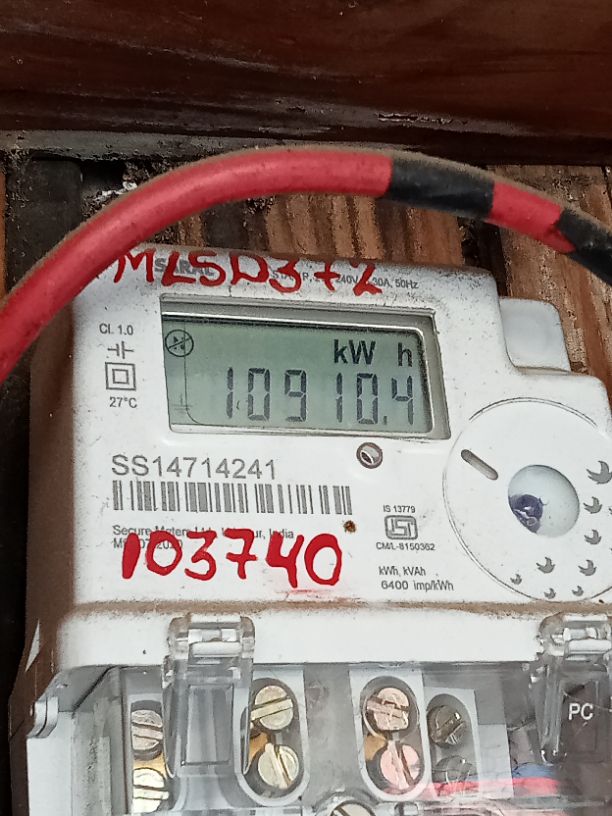 MLSD372
240V
30A, 50Hz
Cl. 1.0
27°C
kW h
10910.4
SS14714241
IS 13779
CM/L-8150362
Secure Meters Ltd.
India
103740
kWh, kVAh
6400 imp/kWh
PC